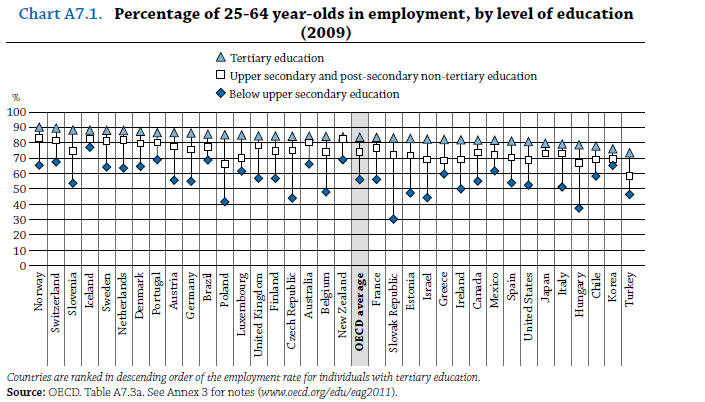 Chart A7.1. Percentage of 25-64 year-olds in employment, by level of education
(2009)
Tertiary education
Upper secondary and post-secondary non-tertiary education
Below upper secondary education
%
100
90
80
70
60
50
40
30
20
10
0
Norway
Switzerland
Slovenia
Iceland
Sweden
Netherlands
Denmark
Portugal
Austria
Germany
Brazil
Poland
Luxembourg
United Kingdom
Finland
Czech Republic
Australia
Belgium
New Zealand
OECD average
France
Slovak Republic
Estonia
Israel
Greece
Ireland
Canada
Mexico
Spain
United States
Japan
Italy
Hungary
Chile
Korea
Turkey
Countries are ranked in descending order of the employment rate for individuals with tertiary education.
Source: OECD. Table A7.3a. See Annex 3 for notes (www.oecd.org/edu/eag2011).